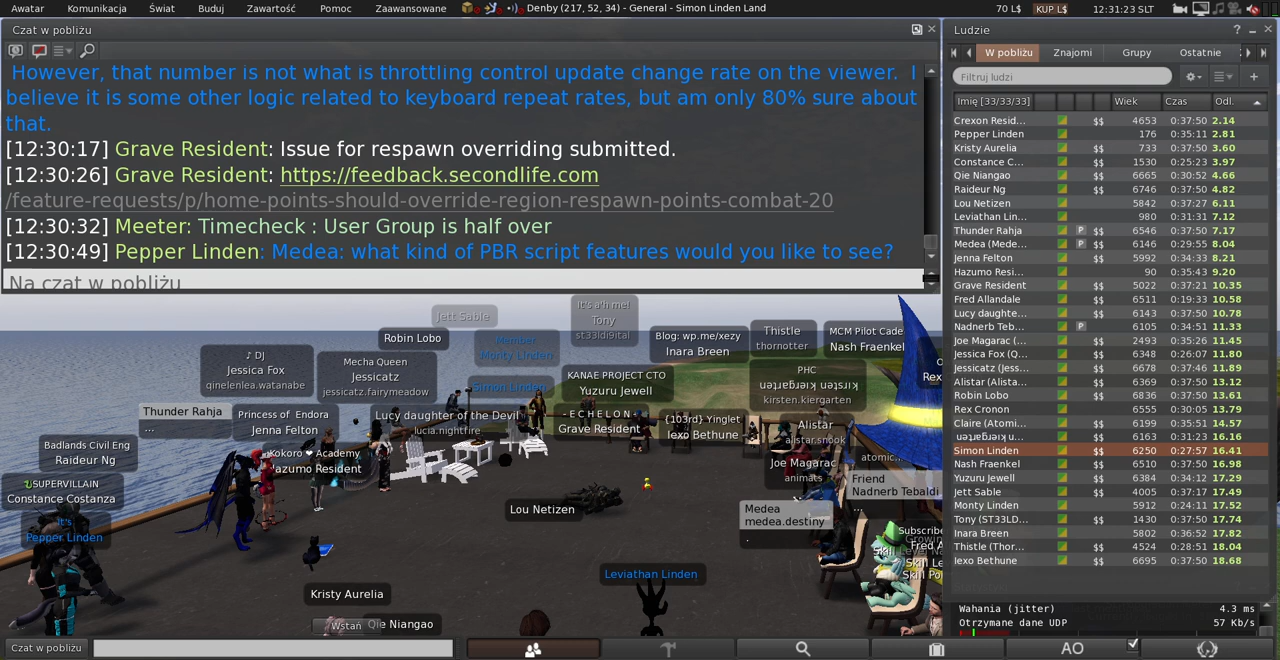 Awatar Komunikacja Świat Buduj Zawartość Pomoc Zaawansowane Denby (217, 52, 34) - General - Simon Linden Land 70 L$ KUP L$ 12:31:23 SLT
Czat w pobliżu
However, that number is not what is throttling control update change rate on the viewer. I
believe it is some other logic related to keyboard repeat rates, but am only 80% sure about
that.
[12:30:17] Grave Resident: Issue for respawn overriding submitted.
[12:30:26] Grave Resident: https://feedback.secondlife.com
/feature-requests/p/home-points-should-override-region-respawn-points-combat-20
[12:30:32] Meeter: Timecheck : User Group is half over
[12:30:49] Pepper Linden: Medea: what kind of PBR script features would you like to see?
Na czat w pobliżu
Jett Sable
It's a'h me!
Tony
st33ldi9ital
Robin Lobo
Member
Monty Linden
Blog: wp.me/xezy
Inara Breen
Thistle
thornotter
MCM Pilot Cade
Nash Fraenkel
♪ DJ
Jessica Fox
qinelenlea.watanabe
Mecha Queen
Jessicatz
jessicatz.fairymeadow
Simon Linden
KANAE PROJECT CTO
Yuzuru Jewell
PHC
kirsten.kiergarten
Thunder Rahja
...
Princess of Endora
Jenna Felton
Lucy daughter of the Devil
lucia.nightfire
- E C H E L O N -
Grave Resident
{103rd} Yinglet
Iexo Bethune
Alistar
alistar.snook
atomic..
Badlands Civil Eng
Raideur Ng
Kokoro ❤ Academy
azumo Resident
Joe Magarac
animats
SUPERVILLAIN
Constance Costanza
Friend
Nadnerb Tebaldi
...
It's
Pepper Linden
Lou Netizen
Medea
medea.destiny
.
Subscribe
Fred A
Skill Le
Leviathan Linden
Kristy Aurelia
Wstań
Qie Niangao
Czat w pobliżu
AO
Ludzie
W pobliżu Znajomi Grupy Ostatnie
Filtruj ludzi
Imię [33/33/33] Wiek Czas Odl.
Crexon Resid... $$ 4653 0:37:50 2.14
Pepper Linden 176 0:35:11 2.81
Kristy Aurelia $$ 733 0:37:50 3.60
Constance C... $$ 1530 0:25:23 3.97
Qie Niangao $$ 6665 0:30:52 4.66
Raideur Ng $$ 6746 0:37:50 4.82
Lou Netizen 5842 0:37:27 6.11
Leviathan Lin... 980 0:31:31 7.12
Thunder Rahja P $$ 6546 0:37:50 7.17
Medea (Mede... P $$ 6146 0:29:55 8.04
Jenna Felton $$ 5992 0:34:33 8.21
Hazumo Resi... 90 0:35:43 9.20
Grave Resident $$ 5022 0:37:21 10.35
Fred Allandale 6511 0:19:33 10.58
Lucy daughte... $$ 6143 0:37:50 10.78
Nadnerb Teb... P 6105 0:34:51 11.33
Joe Magarac (... $$ 2493 0:35:26 11.45
Jessica Fox (Q... $$ 6348 0:26:07 11.80
Jessicatz (Jess... $$ 6678 0:37:46 11.89
Alistar (Alista... $$ 6369 0:37:50 13.12
Robin Lobo $$ 6836 0:37:50 13.61
Rex Cronon 6555 0:30:05 13.79
Claire (Atomic... $$ 6199 0:35:51 14.57
$$ 6163 0:31:23 16.16
Simon Linden $$ 6250 0:27:57 16.41
Nash Fraenkel $$ 6510 0:37:50 16.98
Yuzuru Jewell $$ 6384 0:34:12 17.29
Jett Sable $$ 4005 0:37:17 17.49
Monty Linden 5912 0:24:11 17.52
Tony (ST33LD... $$ 1430 0:37:50 17.74
Inara Breen 5802 0:36:52 17.82
Thistle (Thor... $$ 4524 0:28:51 18.04
Iexo Bethune $$ 6695 0:37:50 18.68
Wahania (jitter) 4.3 ms
Otrzymane dane UDP 57 Kb/s